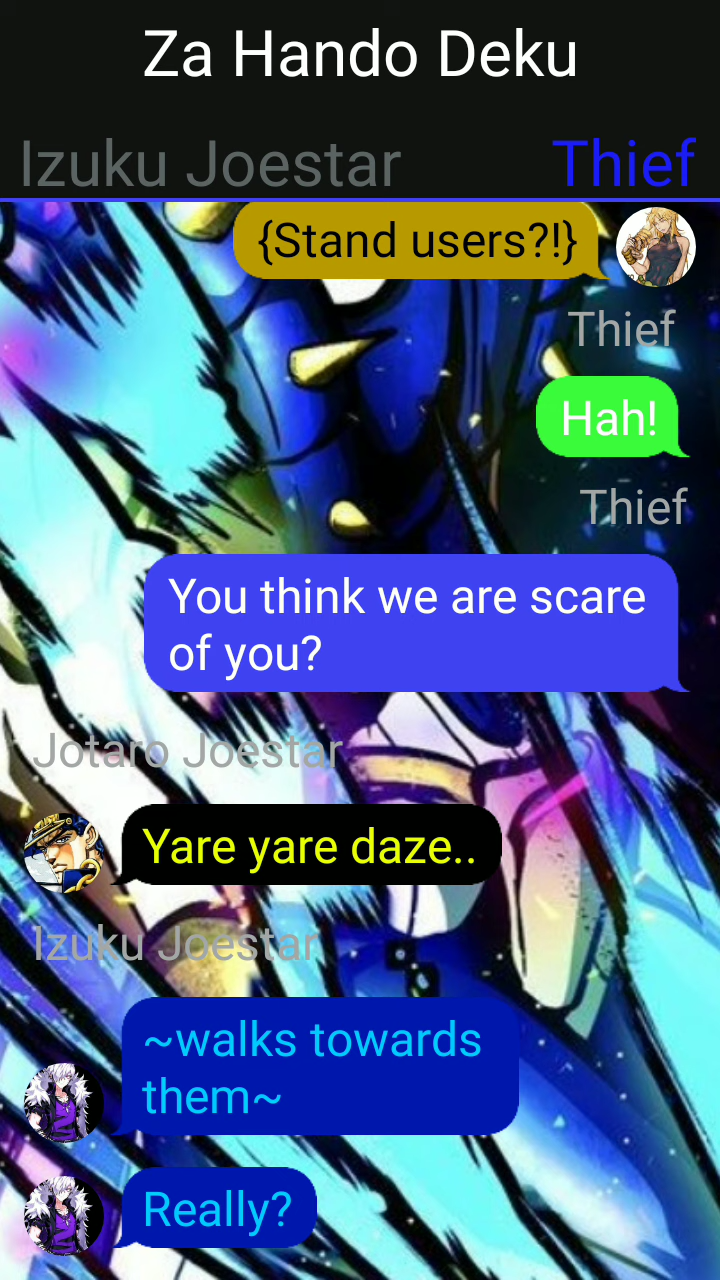 Za Hando Deku
Izuku Joestar Thief
{Stand users?!}
Thief
Hah!
Thief
You think we are scare
of you?
Jotaro Joestar
Yare yare daze..
Izuku Joestar
~walks towards
them~
Really?